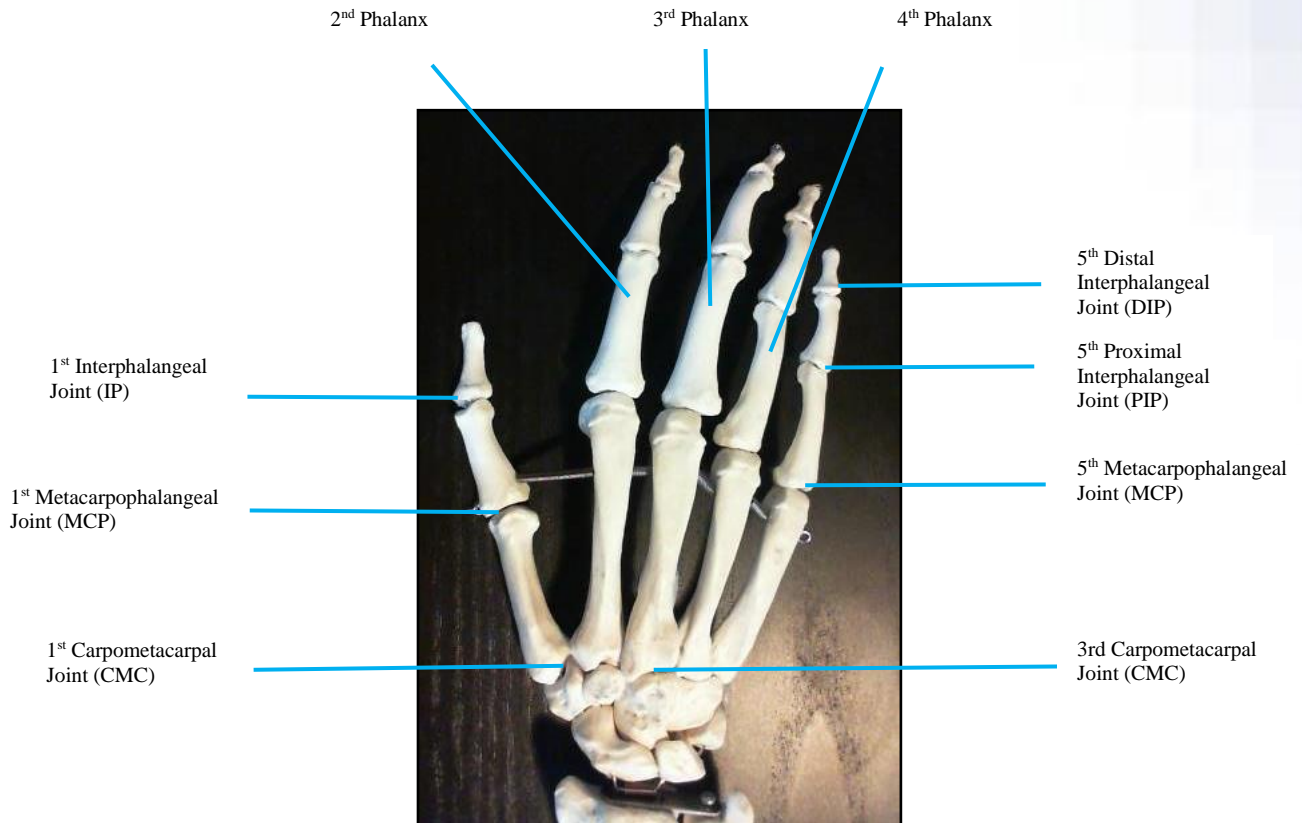 2nd Phalanx
3rd Phalanx
4th Phalanx
5th Distal
Interphalangeal
Joint (DIP)
1st Interphalangeal
Joint (IP)
5th Proximal
Interphalangeal
Joint (PIP)
5th Metacarpophalangeal
Joint (MCP)
1st Metacarpophalangeal
Joint (MCP)
1st Carpometacarpal
Joint (CMC)
3rd Carpometacarpal
Joint (CMC)